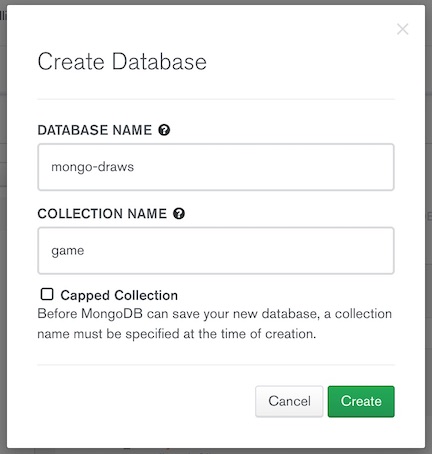 Create Database
DATABASE NAME
mongo-draws
COLLECTION NAME
game
Capped Collection
Before MongoDB can save your new database, a collection
name must be specified at the time of creation.
Cancel Create